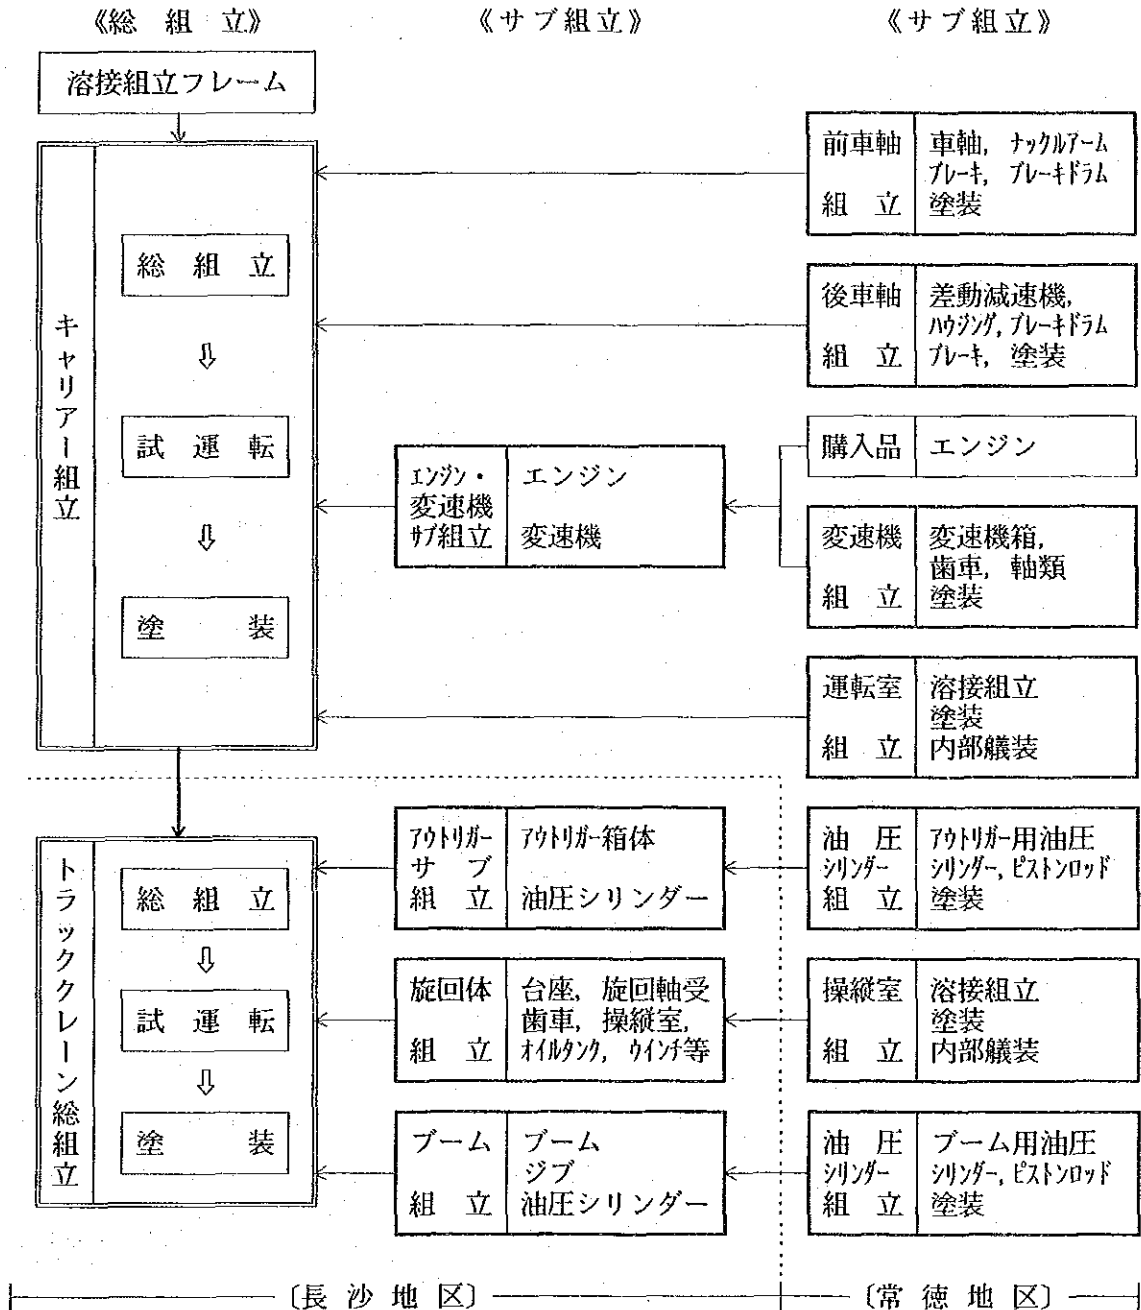 《総 組 立》
《サブ組立》
《サブ組立》
溶接組立フレーム
キャリアー組立
総 組 立
⇩
試 運 転
⇩
塗 装
前車軸
組 立
車軸, ナックルアーム
ブレーキ, ブレーキドラム
塗装
後車軸
組 立
差動減速機,
ハウジング, ブレーキドラム
ブレーキ, 塗装
エンジン・
変速機
サブ組立
エンジン
変速機
購入品
エンジン
変速機
組 立
変速機箱,
歯車, 軸類
塗装
運転室
組 立
溶接組立
塗装
内部艤装
トラッククレーン総組立
総 組 立
⇩
試 運 転
⇩
塗 装
アウトリガー
サ ブ
組 立
アウトリガー箱体
油圧シリンダー
油 圧
シリンダー
組 立
アウトリガー用油圧
シリンダー, ピストンロッド
塗装
旋回体
組 立
台座, 旋回軸受
歯車, 操縦室,
オイルタンク, ウインチ等
操縦室
組 立
溶接組立
塗装
内部艤装
ブーム
組 立
ブーム
ジブ
油圧シリンダー
油 圧
シリンダー
組 立
ブーム用油圧
シリンダー, ピストンロッド
塗装
〔長 沙 地 区〕
〔常 徳 地 区〕